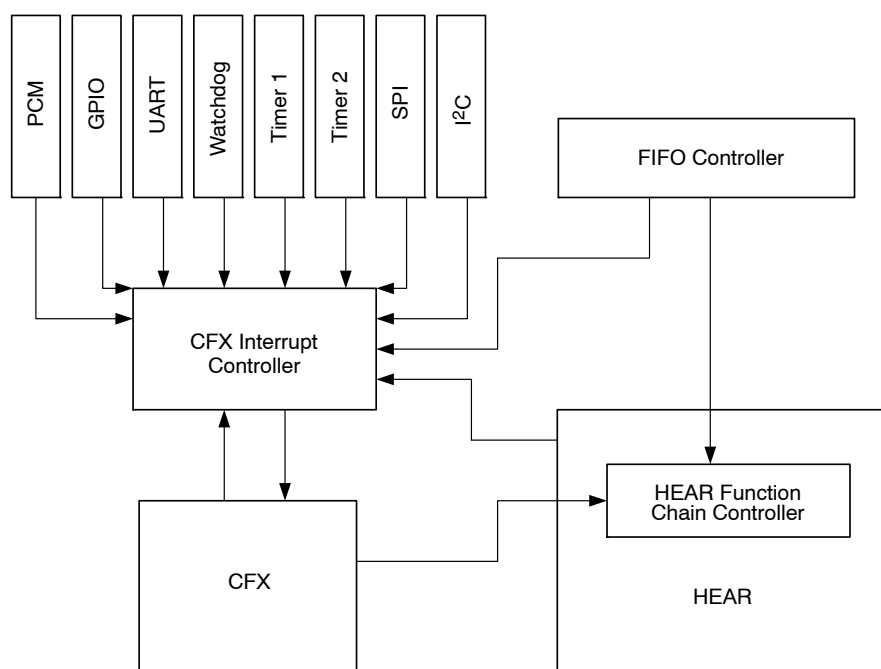 PCM
GPIO
UART
Watchdog
Timer 1
Timer 2
SPI
I²C
FIFO Controller
CFX Interrupt
Controller
HEAR Function
Chain Controller
CFX
HEAR